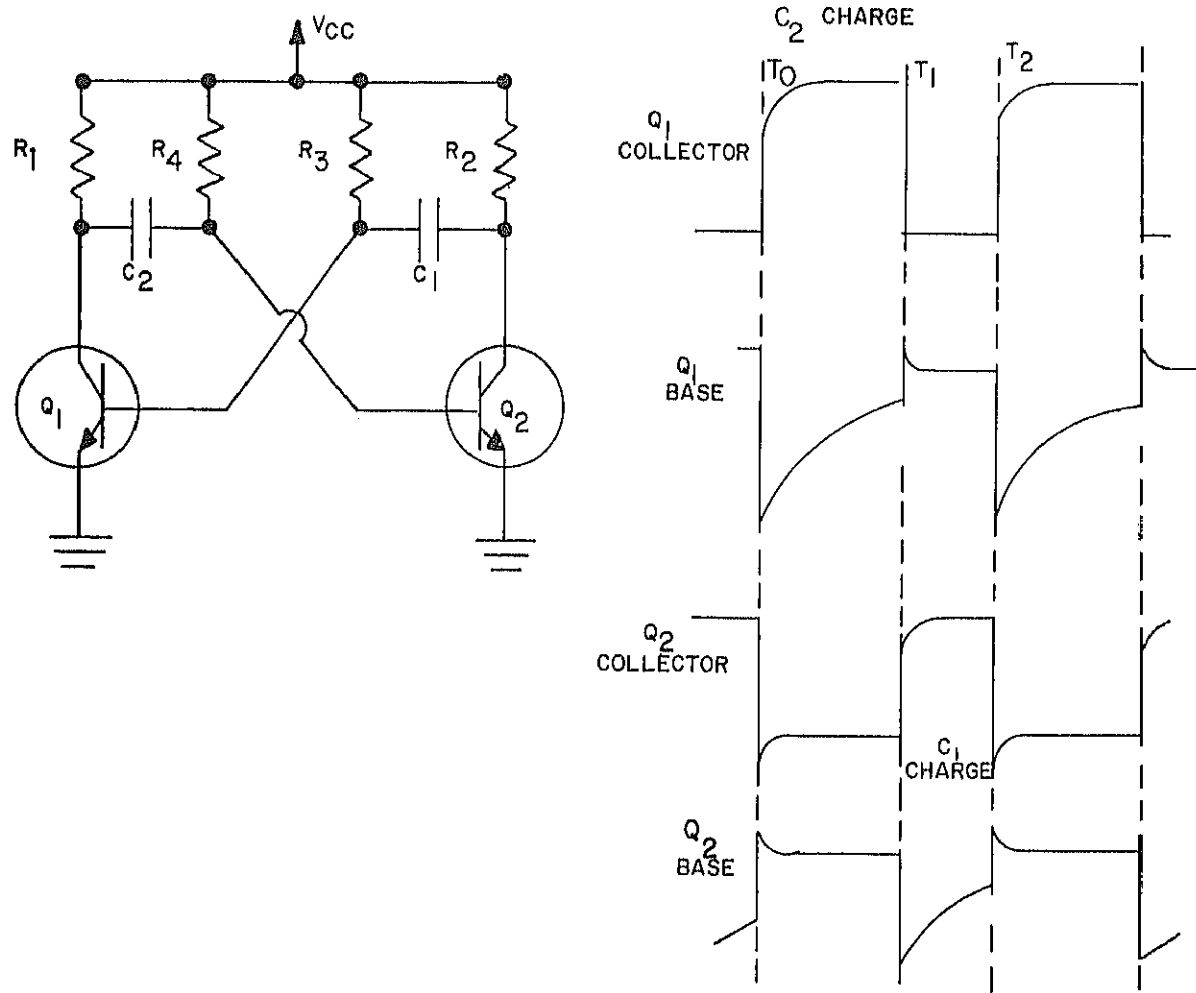 VCC
R1
R4
R3
R2
C2
C1
Q1
Q2
C2 CHARGE
T0
T1
T2
Q1
COLLECTOR
Q1
BASE
Q2
COLLECTOR
C1
CHARGE
Q2
BASE